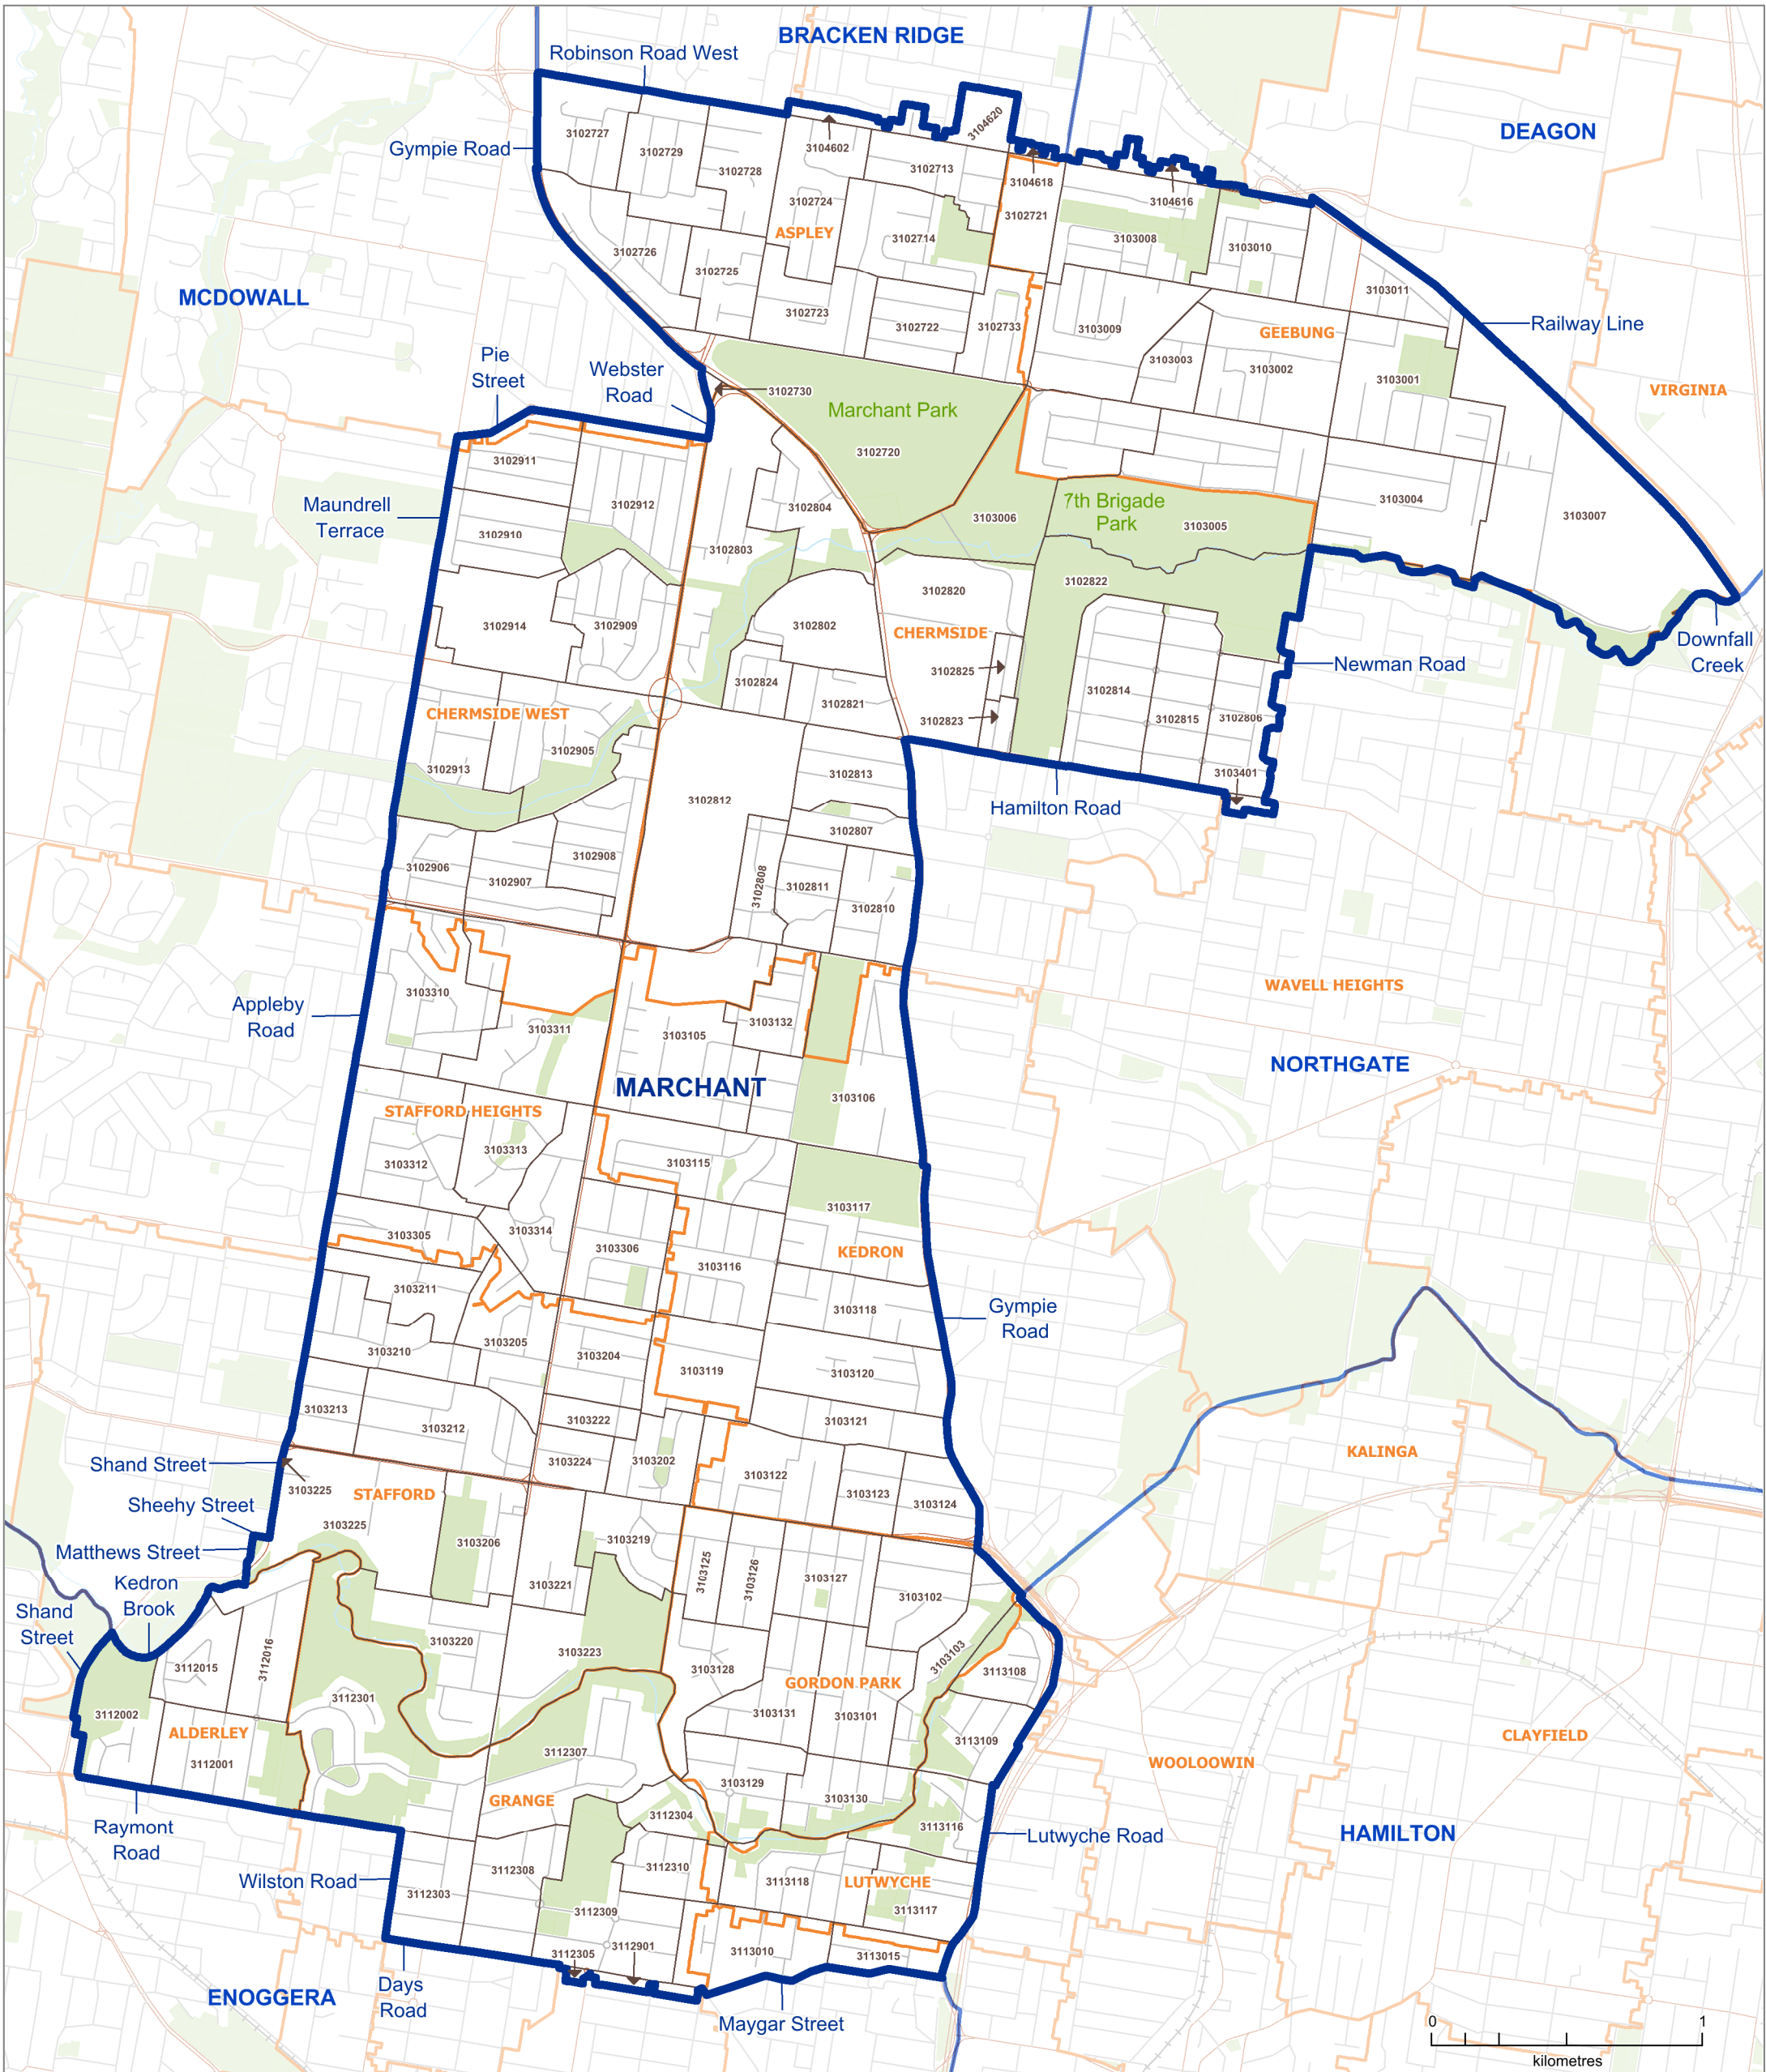 BRACKEN RIDGE
Robinson Road West
DEAGON
Gympie Road
3102727
3102729
3102728
3104602
3104620
3102713
3104618
3104616
3102724
ASPLEY
3102721
3102714
3103008
3103010
3102726
3102725
3103011
MCDOWALL
3102723
3102722
3102733
3103009
GEEBUNG
Railway Line
Pie
Street
Webster
Road
3103003
3103002
3103001
3102730
VIRGINIA
Marchant Park
3102720
3102911
3102912
Maundrell
Terrace
3102910
3102804
3102803
3103006
7th Brigade
Park
3103005
3103004
3103007
3102822
3102820
3102914
3102909
3102802
CHERMSIDE
Downfall
Creek
Newman Road
3102825
3102824
3102821
3102814
3102815
3102806
3102823
CHERMSIDE WEST
3102905
3102913
3102813
3103401
3102812
Hamilton Road
3102807
3102906
3102907
3102908
3102808
3102811
3102810
WAVELL HEIGHTS
3103310
Appleby
Road
3103311
3103105
3103132
NORTHGATE
MARCHANT
3103106
STAFFORD HEIGHTS
3103313
3103312
3103115
3103117
3103305
3103314
3103306
KEDRON
3103116
3103211
3103118
Gympie
Road
3103205
3103210
3103204
3103119
3103120
3103213
3103212
3103222
3103121
KALINGA
3103224
3103202
3103122
3103123
3103124
Shand Street
3103225
STAFFORD
Sheehy Street
3103225
3103206
3103219
Matthews Street
3103125
3103126
3103127
3103102
3103221
Kedron
Brook
Shand
Street
3112015
3112016
3103220
3103223
3103128
3103103
3113108
GORDON PARK
3112301
3103131
3103101
3112002
ALDERLEY
3112001
3112307
3113109
CLAYFIELD
WOOLOOWIN
3103129
3103130
GRANGE
3112304
3113116
Raymont
Road
Lutwyche Road
HAMILTON
Wilston Road
3112303
3112308
3112310
3113118
LUTWYCHE
3112309
3113117
3112305
3112901
3113010
3113015
ENOGGERA
Days
Road
Maygar Street
0 1
kilometres